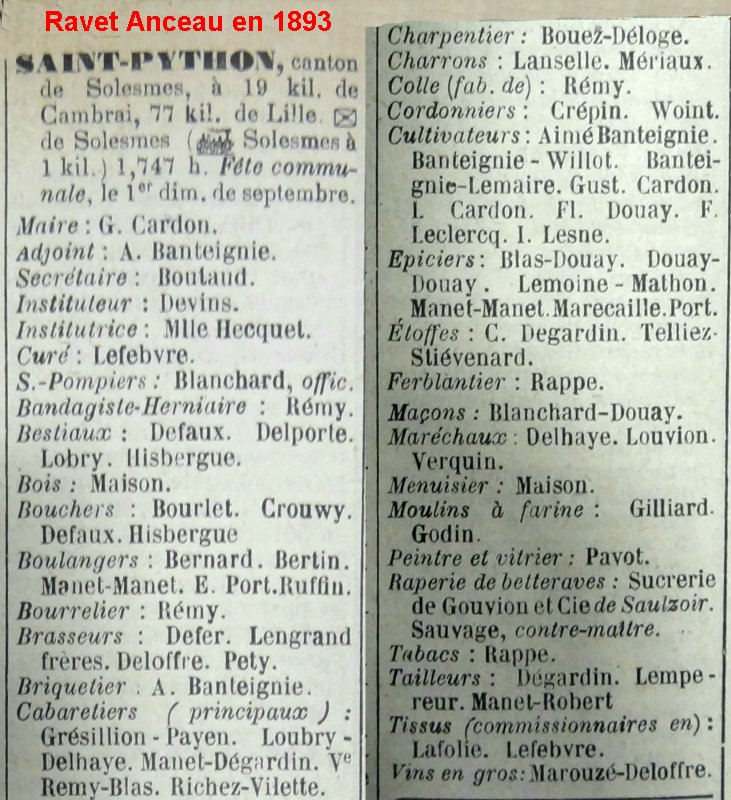 Ravet Anceau en 1893
SAINT-PYTHON, canton
de Solesmes, à 19 kil. de
Cambrai, 77 kil. de Lille.
de Solesmes ( Solesmes à
1 kil.) 1,747 h. Fête commu-
nale, le 1er dim. de septembre.
Maire : G. Cardon.
Adjoint : A. Banteignie.
Secrétaire : Boutaud.
Instituteur : Devins.
Institutrice : Mlle Hecquet.
Curé : Lefebvre.
S.-Pompiers : Blanchard, offic.
Bandagiste-Herniaire : Rémy.
Bestiaux : Defaux. Delporte.
Lobry. Hisbergue.
Bois : Maison.
Bouchers : Bourlet. Crouwy.
Defaux. Hisbergue
Boulangers : Bernard. Bertin.
Manet-Manet. E. Port.Ruffin.
Bourrelier : Rémy.
Brasseurs : Defer. Lengrand
frères. Deloffre. Pety.
Briquetier : A. Banteignie.
Cabaretiers ( principaux ) :
Grésillion - Payen. Loubry -
Delhaye. Manet-Dégardin. Ve
Remy-Blas. Richez-Vilette.
Charpentier : Bouez-Déloge.
Charrons : Lanselle. Mériaux.
Colle (fab. de) : Rémy.
Cordonniers : Crépin. Woint.
Cultivateurs : Aimé Banteignie.
Banteignie - Willot. Bantei-
gnie-Lemaire. Gust. Cardon.
L Cardon. Fl. Douay. F.
Leclercq. I. Lesne.
Epiciers : Blas-Douay. Douay-
Douay. Lemoine - Mathon.
Manet-Manet. Marecaille. Port.
Étoffes : C. Degardin. Telliez-
Stiévenard.
Ferblantier : Rappe.
Maçons : Blanchard-Douay.
Maréchaux : Delhaye. Louvion.
Verquin.
Menuisier : Maison.
Moulins à farine : Gilliard.
Godin.
Peintre et vitrier : Pavot.
Raperie de betteraves : Sucrerie
de Gouvion et Cie de Saulzoir.
Sauvage, contre-maître.
Tabacs : Rappe.
Tailleurs : Dégardin. Lempe-
reur. Manet-Robert
Tissus (commissionnaires en) :
Lafolie. Lefebvre.
Vins en gros: Marouzé-Deloffre.